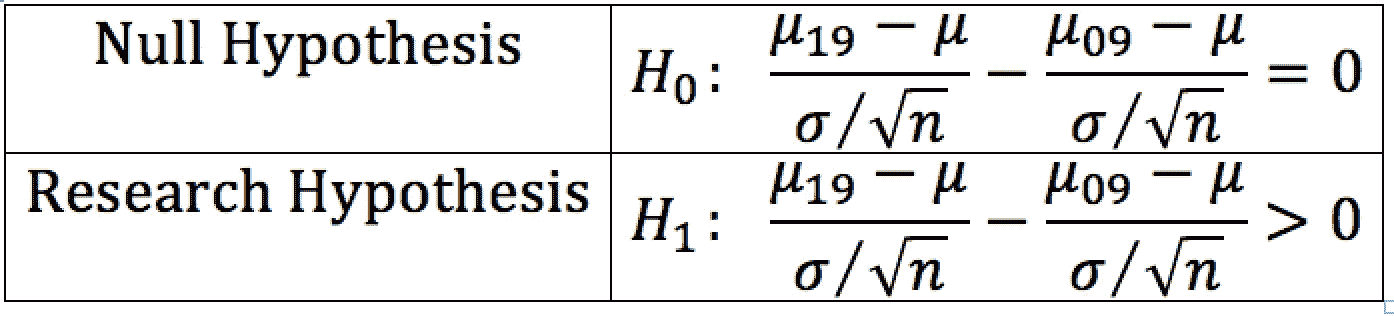 Null Hypothesis
H₀: (μ₁₉ − μ)/(σ/√n) − (μ₀₉ − μ)/(σ/√n) = 0
Research Hypothesis
H₁: (μ₁₉ − μ)/(σ/√n) − (μ₀₉ − μ)/(σ/√n) > 0